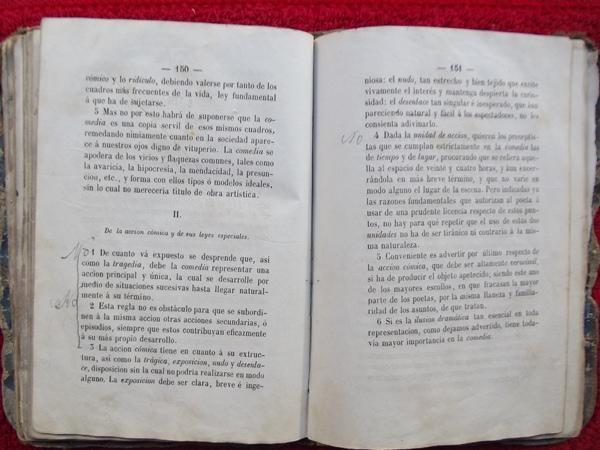 — 150 —
cómico y lo ridículo, debiendo valerse por tanto de los
cuadros más frecuentes de la vida, ley fundamental
á que ha de sujetarse.
5 Mas no por esto habrá de suponerse que la co-
media es una copia servil de esos mismos cuadros,
remedando nimiamente cuanto en la sociedad apare-
ce á nuestros ojos digno de vituperio. La comedia se
apodera de los vicios y flaquezas comunes, tales como
la avaricia, la hipocresía, la mendacidad, la presun-
cion, etc., y forma con ellos tipos ó modelos ideales,
sin lo cual no mereceria título de obra artística.
II.
De la accion cómica y de sus leyes especiales.
No
1 De cuanto vá expuesto se desprende que, así
como la tragedia, debe la comedia representar una
accion principal y única, la cual se desarrolle por
medio de situaciones sucesivas hasta llegar natural-
mente á su término.
2 Esta regla no es obstáculo para que se subordi-
nen á la misma accion otras acciones secundarias, ó
episodios, siempre que estos contribuyan eficazmente
á su más propio desarrollo.
3 La accion cómica tiene en cuanto á su extruc-
tura, así como la trágica, exposicion, nudo y desenla-
ce, disposicion sin la cual no podria realizarse en modo
alguno. La exposicion debe ser clara, breve é inge-
— 151 —
niosa: el nudo, tan estrecho y bien tejido que excite
vivamente el interés y mantenga despierta la curio-
sidad: el desenlace tan singular é inesperado, que aun
pareciendo natural y fácil á los espectadores, no les
consienta adivinarlo.
No
4 Dada la unidad de accion, quieren los preceptis-
tas que se cumplan estrictamente en la comedia las
de tiempo y de lugar, procurando que se refiera aquella
al espacio de veinte y cuatro horas, y áun encer-
rándola en más breve término, y que no varíe en
modo alguno el lugar de la escena. Pero indicadas ya
las razones fundamentales que autorizan al poeta á
usar de una prudente licencia respecto de estos pun-
tos, no hay para qué repetir que el uso de estas dos
unidades no ha de ser tiránico ni contrario á la misma
naturaleza.
5 Conveniente es advertir por último respecto de
la accion cómica, que debe ser altamente verosímil,
si ha de producir el objeto apetecido; siendo este uno
de los mayores escollos, en que fracasan la mayor
parte de los poetas, por la misma llaneza y familiari-
dad de los asuntos, de que tratan.
6 Si es la ilusion dramática tan esencial en toda
representacion, como dejamos advertido, tiene toda-
vía mayor importancia en la comedia.